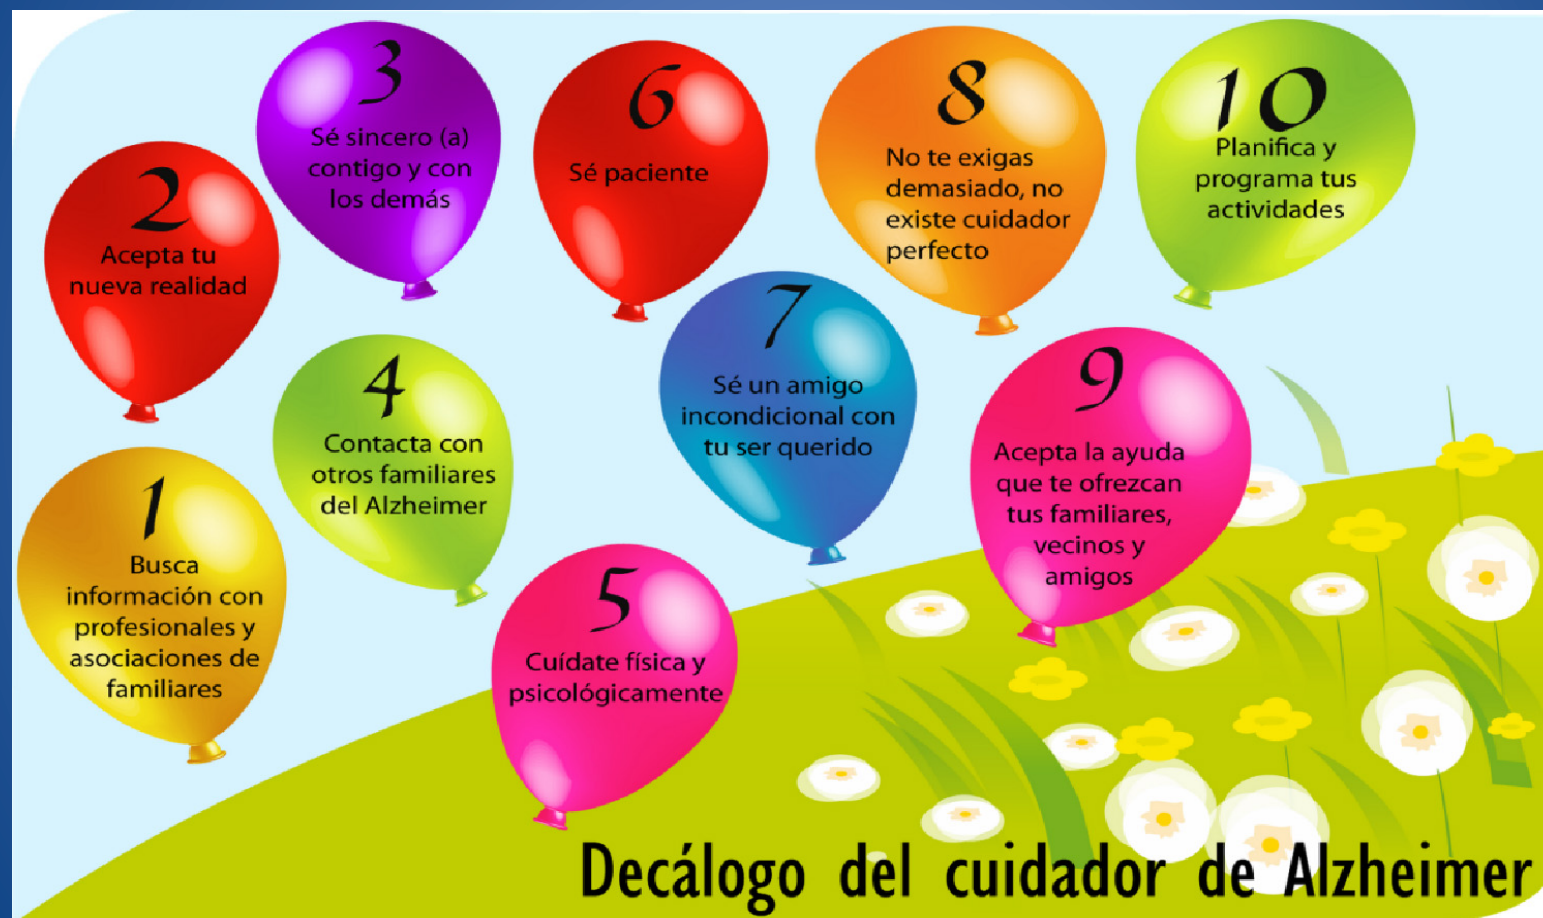 1
Busca
información con
profesionales y
asociaciones de
familiares
2
Acepta tu
nueva realidad
3
Sé sincero (a)
contigo y con
los demás
4
Contacta con
otros familiares
del Alzheimer
5
Cuídate física y
psicológicamente
6
Sé paciente
7
Sé un amigo
incondicional con
tu ser querido
8
No te exigas
demasiado, no
existe cuidador
perfecto
9
Acepta la ayuda
que te ofrezcan
tus familiares,
vecinos y
amigos
10
Planifica y
programa tus
actividades
Decálogo del cuidador de Alzheimer